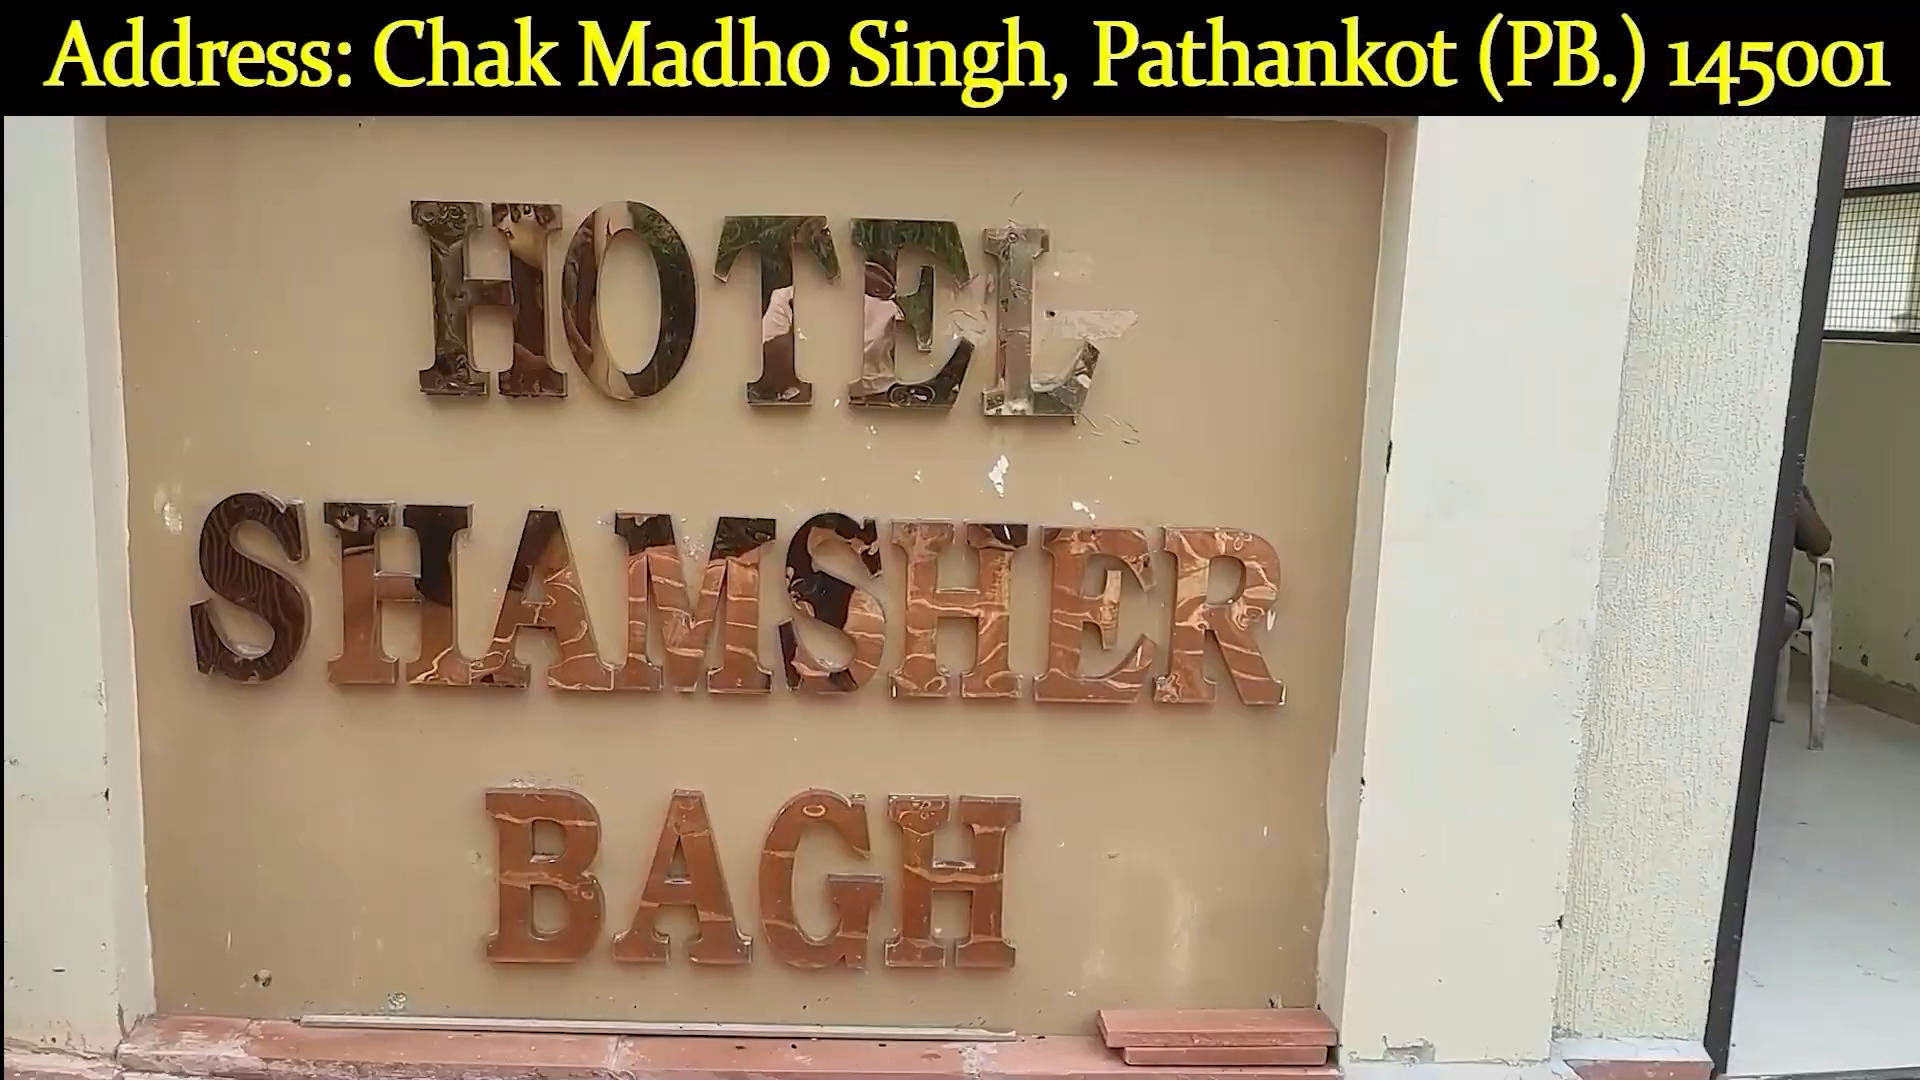 Address: Chak Madho Singh, Pathankot (PB.) 145001
HOTEL
SHAMSHER
BAGH